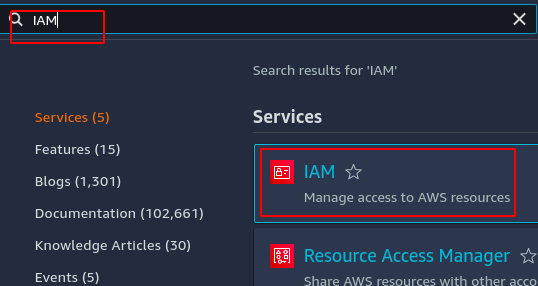 IAM
Search results for 'IAM'
Services (5)
Features (15)
Blogs (1,301)
Documentation (102,661)
Knowledge Articles (30)
Events (5)
Services
IAM
Manage access to AWS resources
Resource Access Manager
Share AWS resources with other acco